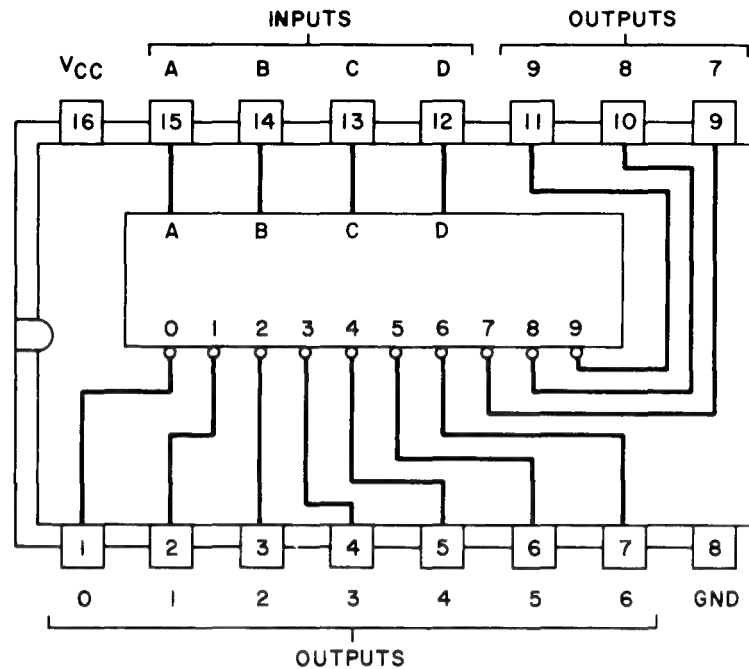 INPUTS OUTPUTS
VCC A B C D 9 8 7
16 15 14 13 12 11 10 9
A B C D
0 1 2 3 4 5 6 7 8 9
1 2 3 4 5 6 7 8
0 1 2 3 4 5 6 GND
OUTPUTS